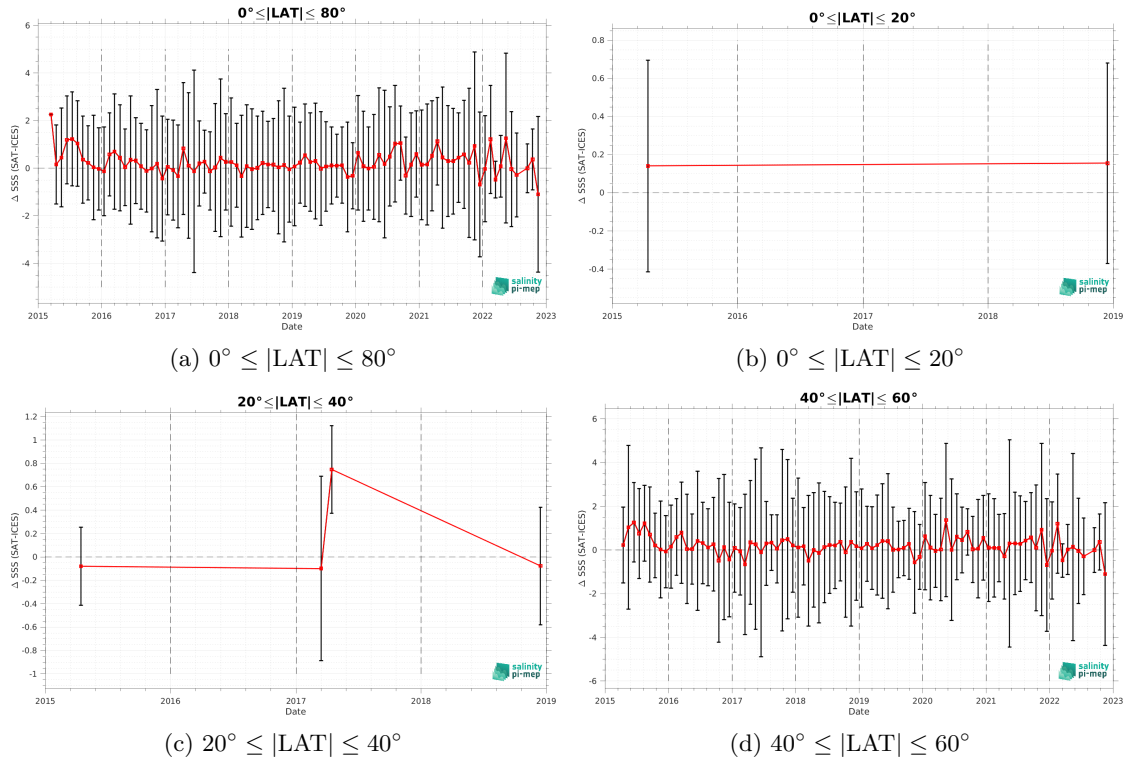 0°≤|LAT|≤ 80°
6
4
2
0
-2
-4
Δ SSS (SAT-ICES)
2015 2016 2017 2018 2019 2020 2021 2022 2023
Date
salinity
pi-mep
(a) 0° ≤ |LAT| ≤ 80°
0°≤|LAT|≤ 20°
0.8
0.6
0.4
0.2
0
-0.2
-0.4
Δ SSS (SAT-ICES)
2015 2016 2017 2018 2019
Date
salinity
pi-mep
(b) 0° ≤ |LAT| ≤ 20°
20°≤|LAT|≤ 40°
1.2
1
0.8
0.6
0.4
0.2
0
-0.2
-0.4
-0.6
-0.8
-1
Δ SSS (SAT-ICES)
2015 2016 2017 2018 2019
Date
salinity
pi-mep
(c) 20° ≤ |LAT| ≤ 40°
40°≤|LAT|≤ 60°
6
4
2
0
-2
-4
-6
Δ SSS (SAT-ICES)
2015 2016 2017 2018 2019 2020 2021 2022 2023
Date
salinity
pi-mep
(d) 40° ≤ |LAT| ≤ 60°